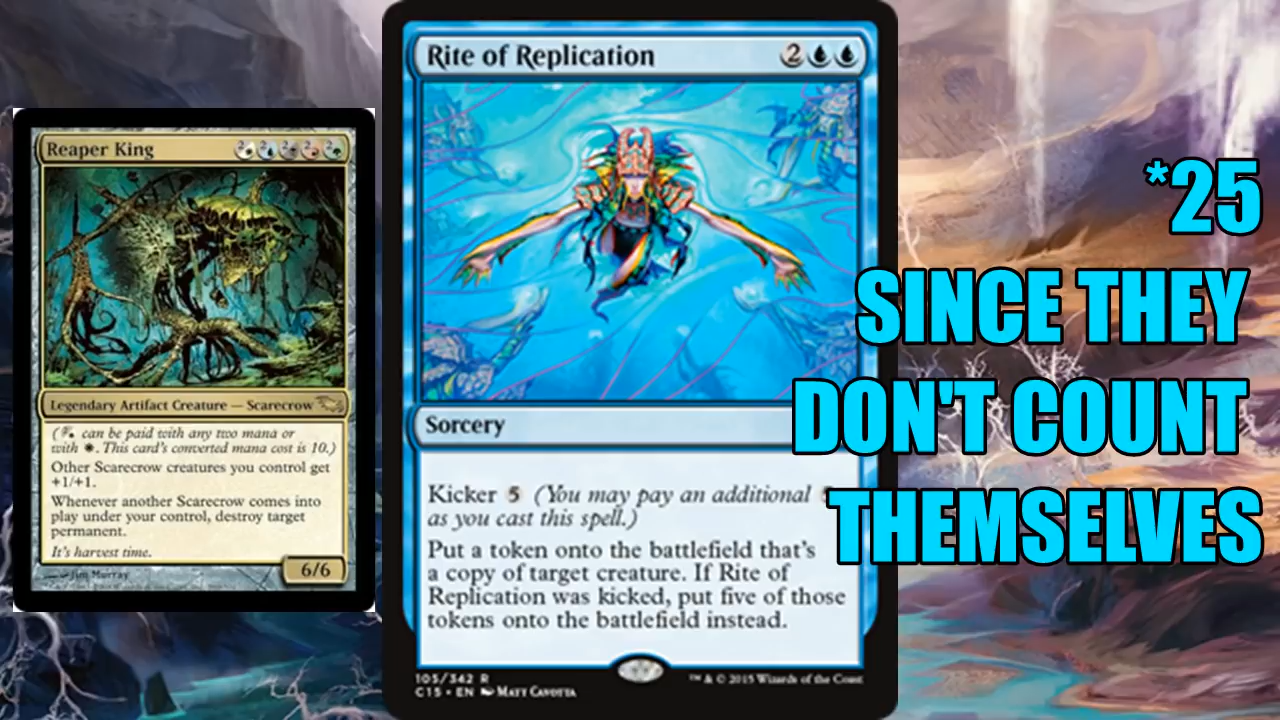 Reaper King
Legendary Artifact Creature — Scarecrow
( can be paid with any two mana or
with . This card's converted mana cost is 10.)
Other Scarecrow creatures you control get
+1/+1.
Whenever another Scarecrow comes into
play under your control, destroy target
permanent.
It's harvest time.
Jim Murray
6/6
Rite of Replication
2
Sorcery
Kicker 5 (You may pay an additional 5
as you cast this spell.)
Put a token onto the battlefield that's
a copy of target creature. If Rite of
Replication was kicked, put five of those
tokens onto the battlefield instead.
105/342 R
C15 • EN Matt Cavotta
™ & © 2015 Wizards of the Coast
*25
SINCE THEY
DON'T COUNT
THEMSELVES